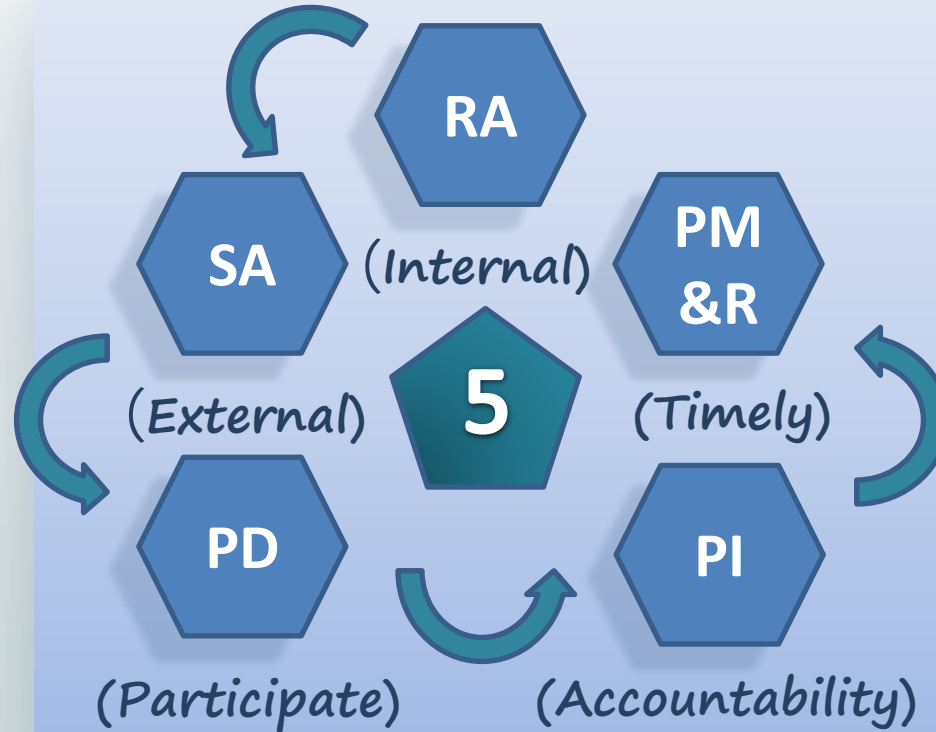 RA
(Internal)
SA
(External)
PM
&R
(Timely)
5
PD
(Participate)
PI
(Accountability)